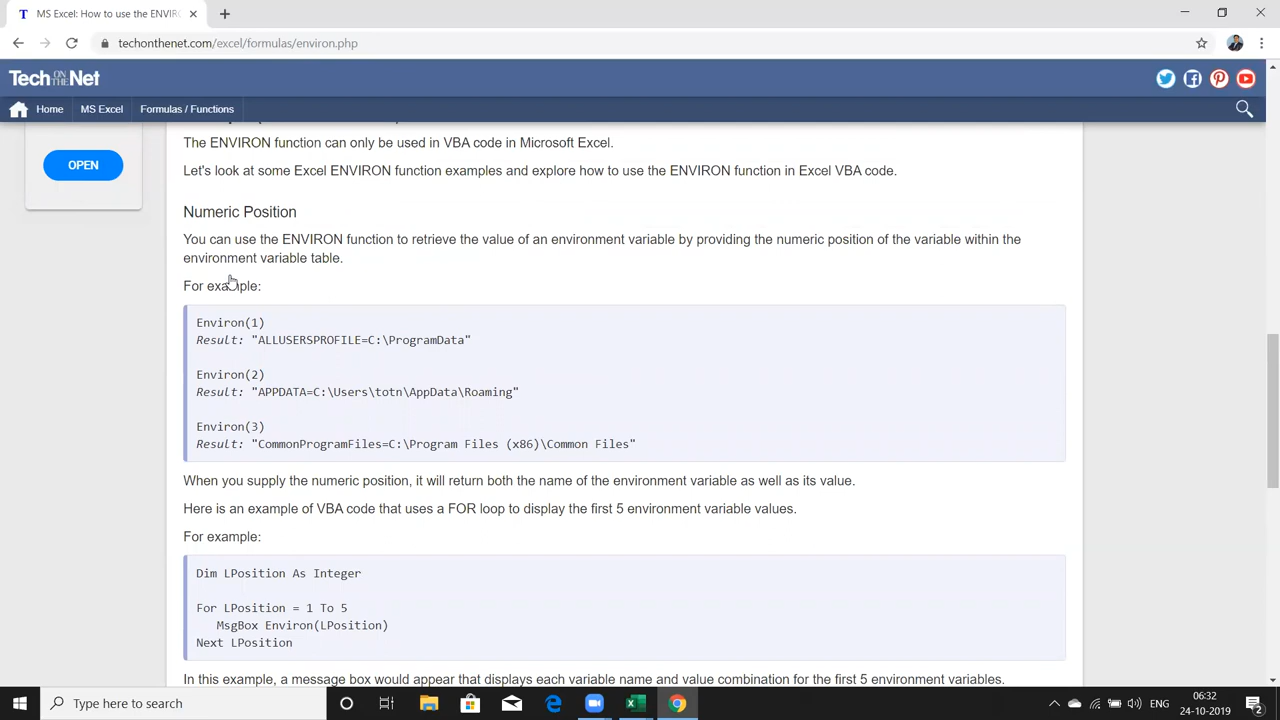 MS Excel: How to use the ENVIR
techonthenet.com/excel/formulas/environ.php
Tech ON THE Net
Home MS Excel Formulas / Functions
OPEN
The ENVIRON function can only be used in VBA code in Microsoft Excel.
Let's look at some Excel ENVIRON function examples and explore how to use the ENVIRON function in Excel VBA code.
Numeric Position
You can use the ENVIRON function to retrieve the value of an environment variable by providing the numeric position of the variable within the
environment variable table.
For example:
Environ(1)
Result: "ALLUSERSPROFILE=C:\ProgramData"
Environ(2)
Result: "APPDATA=C:\Users\totn\AppData\Roaming"
Environ(3)
Result: "CommonProgramFiles=C:\Program Files (x86)\Common Files"
When you supply the numeric position, it will return both the name of the environment variable as well as its value.
Here is an example of VBA code that uses a FOR loop to display the first 5 environment variable values.
For example:
Dim LPosition As Integer
For LPosition = 1 To 5
MsgBox Environ(LPosition)
Next LPosition
In this example, a message box would appear that displays each variable name and value combination for the first 5 environment variables.
Type here to search
ENG
06:32
24-10-2019
2